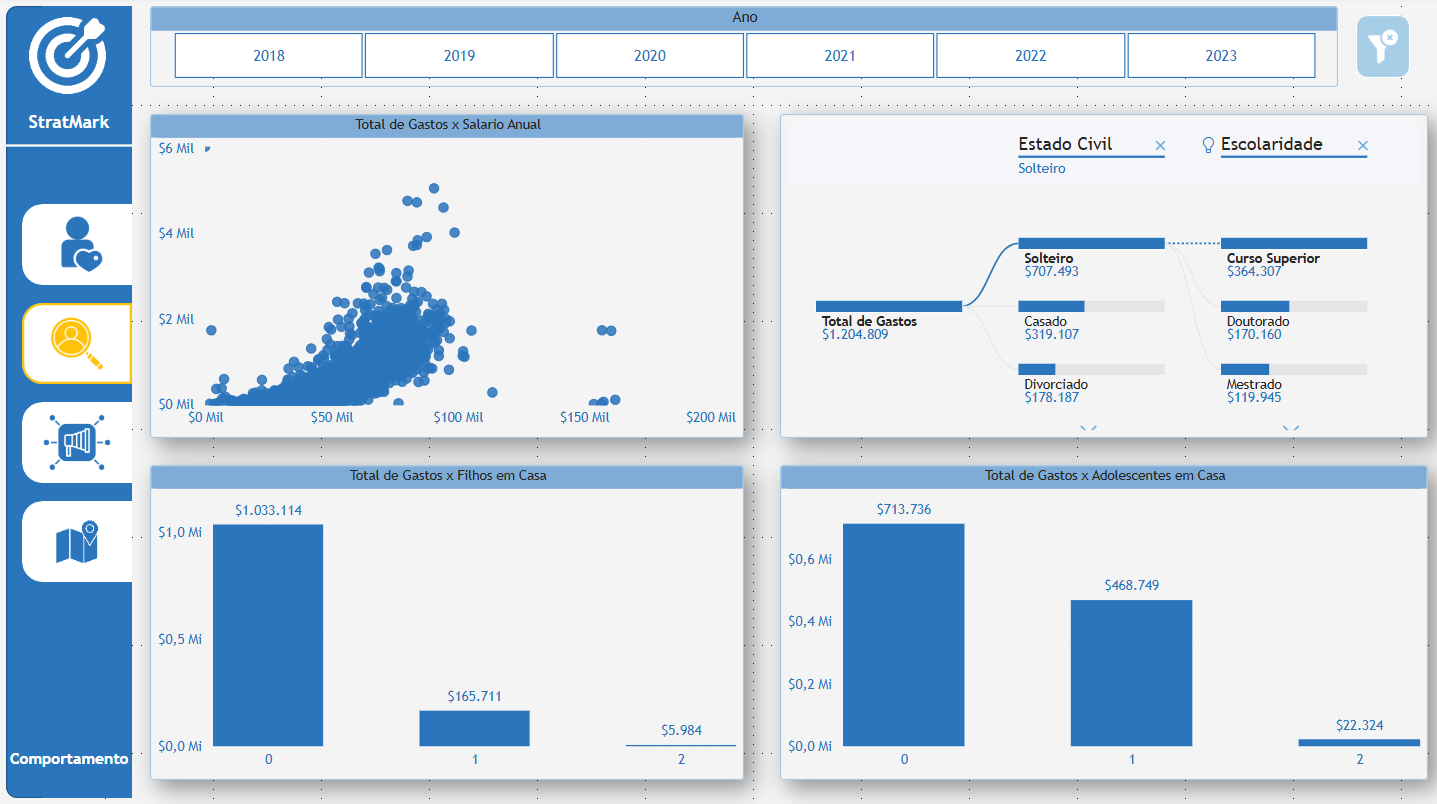 StratMark
Ano
2018
2019
2020
2021
2022
2023
Total de Gastos x Salario Anual
$6 Mil
$4 Mil
$2 Mil
$0 Mil
$0 Mil
$50 Mil
$100 Mil
$150 Mil
$200 Mil
Estado Civil
Solteiro
Escolaridade
Total de Gastos
$1.204.809
Solteiro
$707.493
Casado
$319.107
Divorciado
$178.187
Curso Superior
$364.307
Doutorado
$170.160
Mestrado
$119.945
Total de Gastos x Filhos em Casa
$1,0 Mi
$0,5 Mi
$0,0 Mi
$1.033.114
$165.711
$5.984
0
1
2
Total de Gastos x Adolescentes em Casa
$0,6 Mi
$0,4 Mi
$0,2 Mi
$0,0 Mi
$713.736
$468.749
$22.324
0
1
2
Comportamento